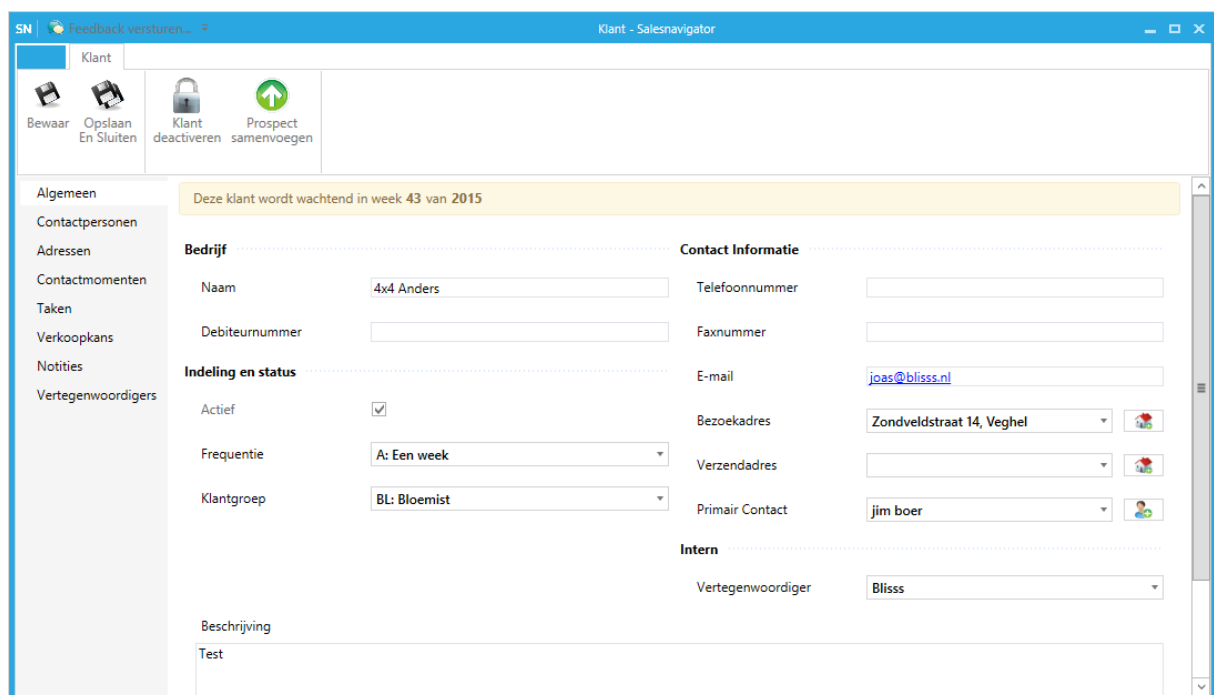 SN Feedback versturen... Klant - Salesnavigator
Klant
Bewaar
Opslaan
En Sluiten
Klant
deactiveren
Prospect
samenvoegen
Algemeen
Contactpersonen
Adressen
Contactmomenten
Taken
Verkoopkans
Notities
Vertegenwoordigers
Deze klant wordt wachtend in week 43 van 2015
Bedrijf
Naam 4x4 Anders
Debiteurnummer
Indeling en status
Actief
Frequentie A: Een week
Klantgroep BL: Bloemist
Contact Informatie
Telefoonnummer
Faxnummer
E-mail joas@blisss.nl
Bezoekadres Zondveldstraat 14, Veghel
Verzendadres
Primair Contact jim boer
Intern
Vertegenwoordiger Blisss
Beschrijving
Test